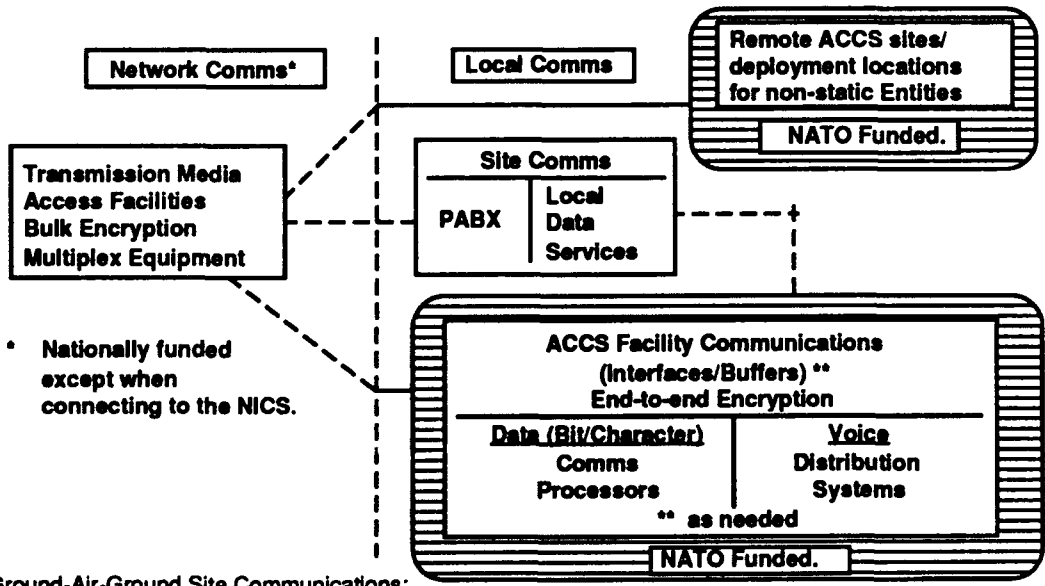 Network Comms*
Local Comms
Remote ACCS sites/
deployment locations
for non-static Entities
NATO Funded.
Transmission Media
Access Facilities
Bulk Encryption
Multiplex Equipment
Site Comms
PABX
Local
Data
Services
* Nationally funded
except when
connecting to the NICS.
ACCS Facility Communications
(Interfaces/Buffers) **
End-to-end Encryption
Data (Bit/Character)
Comms
Processors
Voice
Distribution
Systems
** as needed
NATO Funded.
Ground-Air-Ground Site Communications: